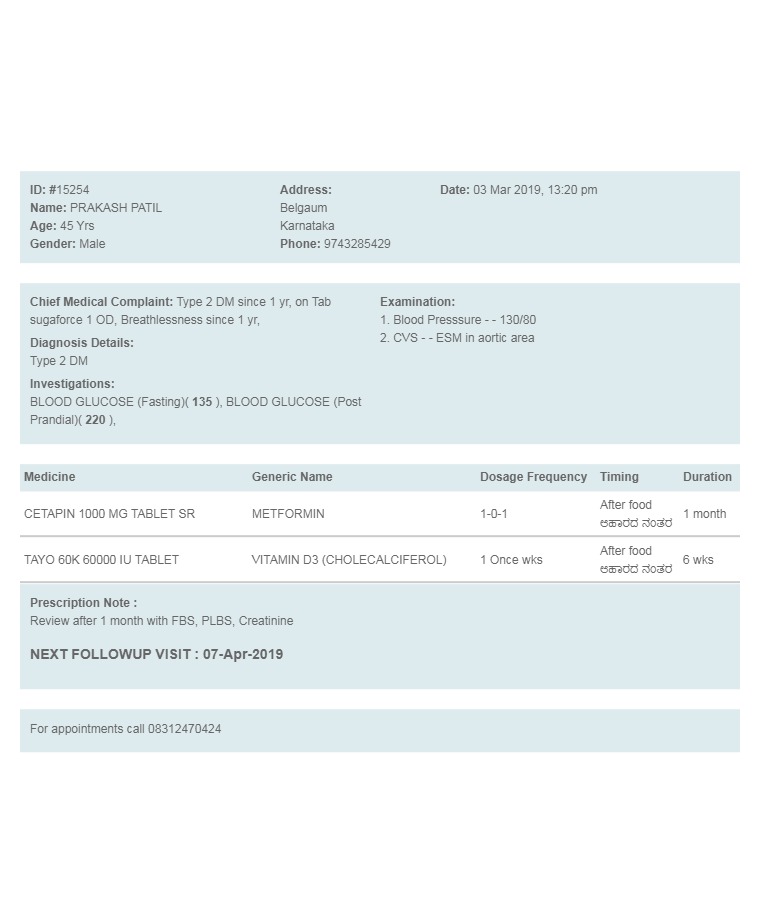 ID: #15254
Name: PRAKASH PATIL
Age: 45 Yrs
Gender: Male
Address:
Belgaum
Karnataka
Phone: 9743285429
Date: 03 Mar 2019, 13:20 pm
Chief Medical Complaint: Type 2 DM since 1 yr, on Tab
sugaforce 1 OD, Breathlessness since 1 yr,
Diagnosis Details:
Type 2 DM
Investigations:
BLOOD GLUCOSE (Fasting)( 135 ), BLOOD GLUCOSE (Post
Prandial)( 220 ),
Examination:
1. Blood Presssure - - 130/80
2. CVS - - ESM in aortic area
Medicine Generic Name Dosage Frequency Timing Duration
CETAPIN 1000 MG TABLET SR METFORMIN 1-0-1 After food 1 month
ಆಹಾರದ ನಂತರ
TAYO 60K 60000 IU TABLET VITAMIN D3 (CHOLECALCIFEROL) 1 Once wks After food 6 wks
ಆಹಾರದ ನಂತರ
Prescription Note :
Review after 1 month with FBS, PLBS, Creatinine
NEXT FOLLOWUP VISIT : 07-Apr-2019
For appointments call 08312470424